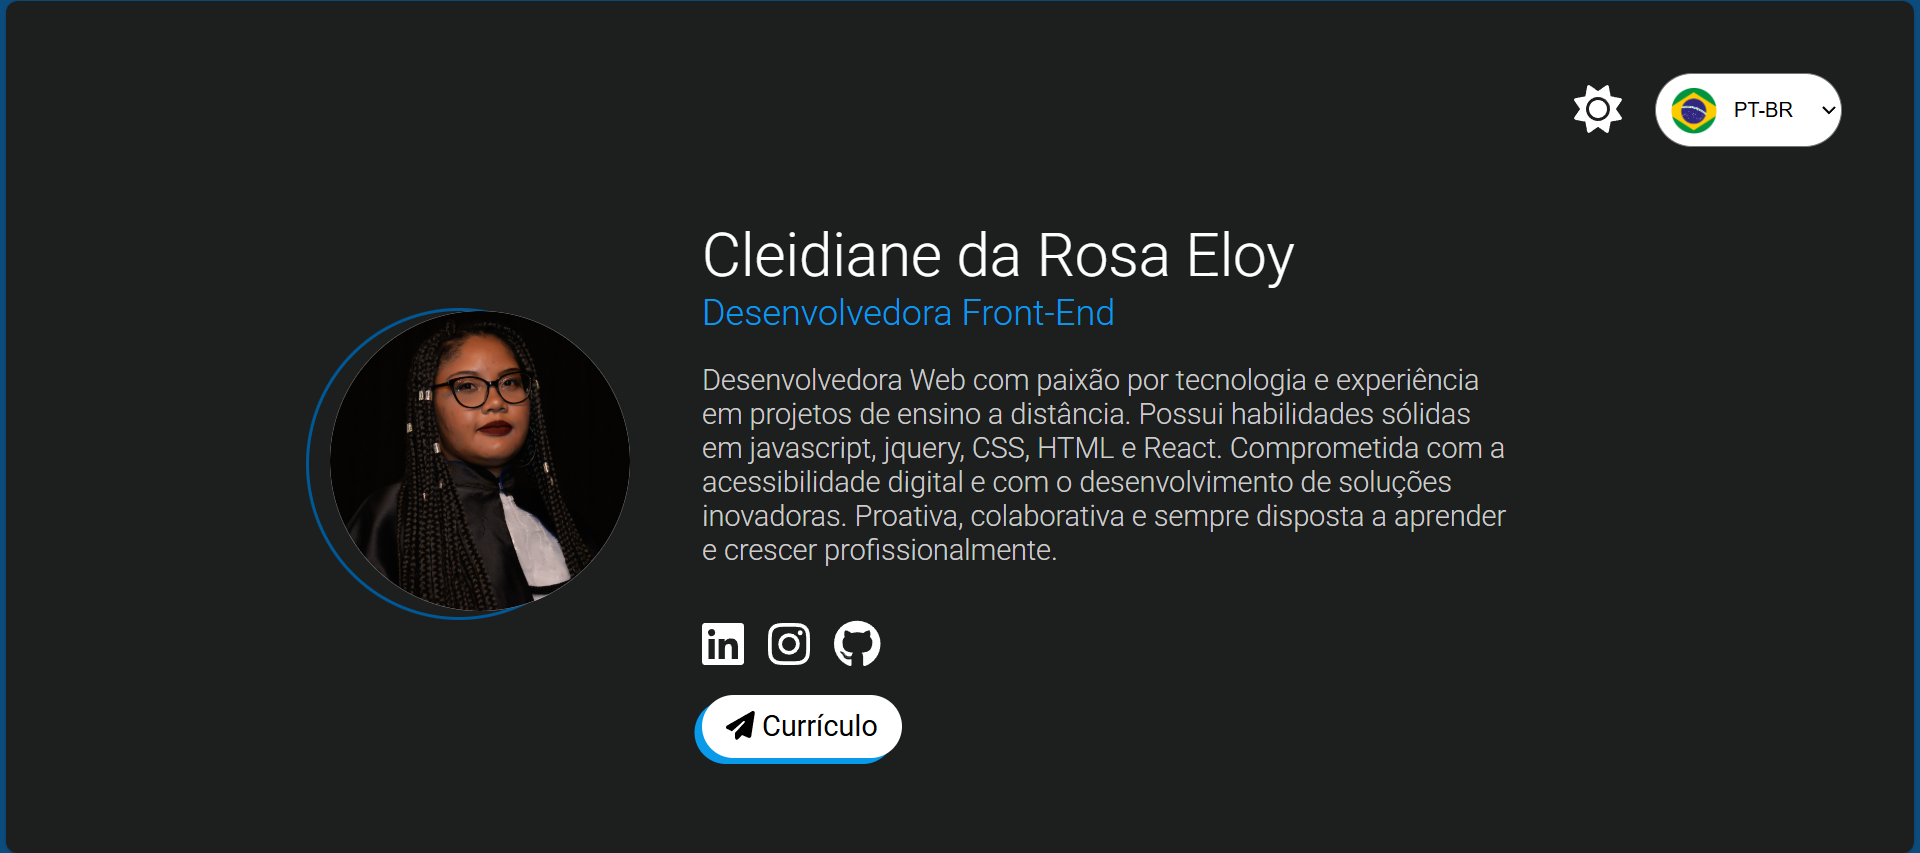 PT-BR
Cleidiane da Rosa Eloy
Desenvolvedora Front-End
Desenvolvedora Web com paixão por tecnologia e experiência
em projetos de ensino a distância. Possui habilidades sólidas
em javascript, jquery, CSS, HTML e React. Comprometida com a
acessibilidade digital e com o desenvolvimento de soluções
inovadoras. Proativa, colaborativa e sempre disposta a aprender
e crescer profissionalmente.
in
Currículo